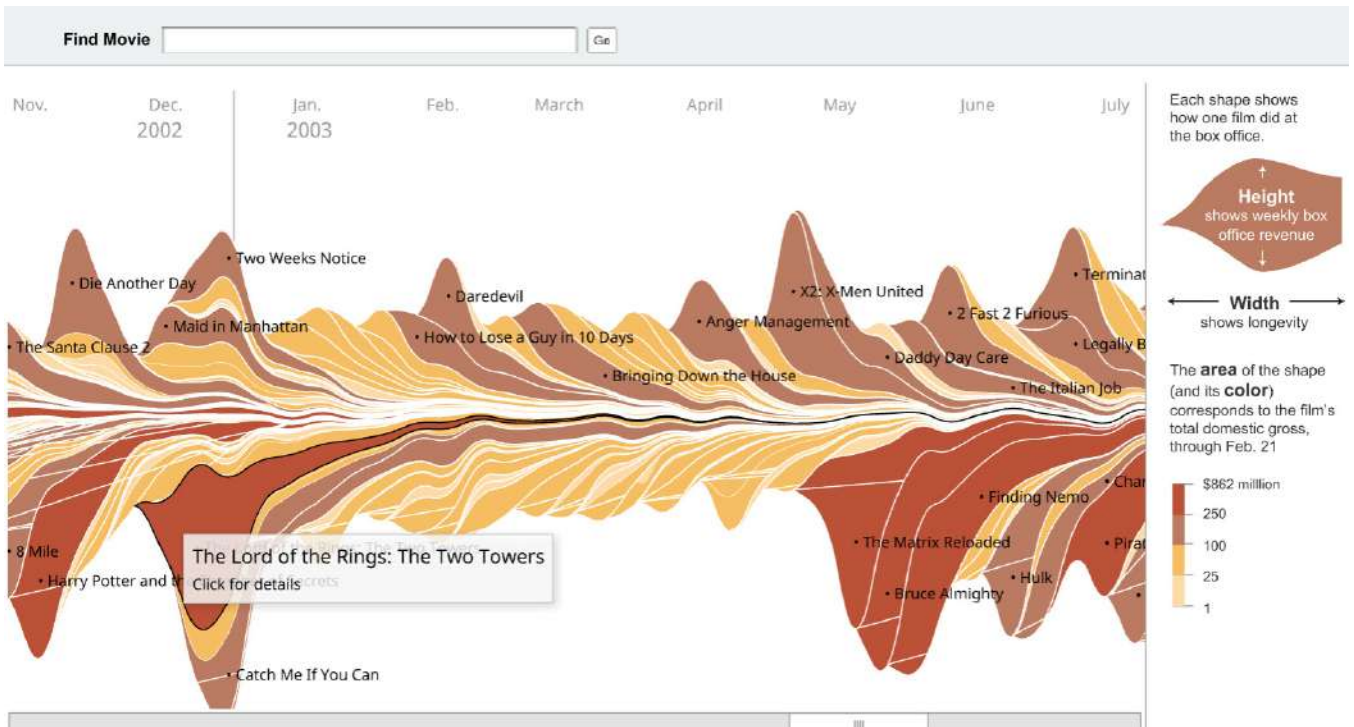 Find Movie
Go
Nov. Dec. Jan. Feb. March April May June July
2002 2003
Each shape shows
how one film did at
the box office.
Height
shows weekly box
office revenue
Width
shows longevity
The area of the shape
(and its color)
corresponds to the film's
total domestic gross,
through Feb. 21
$862 milllion
250
100
25
1
• Two Weeks Notice
• Die Another Day
• Daredevil
• X2: X-Men United
• Terminat
• Maid in Manhattan
• Anger Management
• 2 Fast 2 Furious
• How to Lose a Guy in 10 Days
• The Santa Clause 2
• Legally B
• Daddy Day Care
• Bringing Down the House
• The Italian Job
• Char
• Finding Nemo
• The Matrix Reloaded
• Pirat
• 8 Mile
The Lord of the Rings: The Two Towers
Click for details
• Harry Potter and th
• Hulk
• Bruce Almighty
• Catch Me If You Can